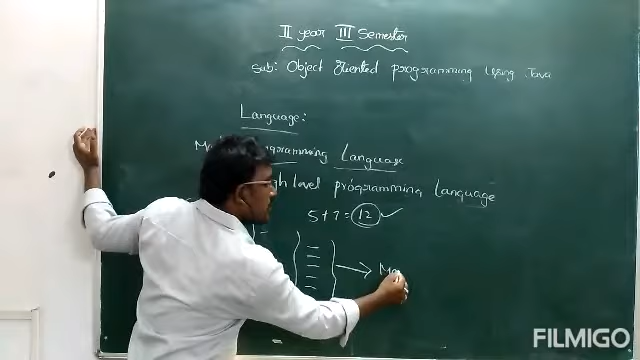 II year III Semester
Sub: Object Oriented programming Using Java
Language:
programming Language
High level programming Language
5+7=12
FILMIGO